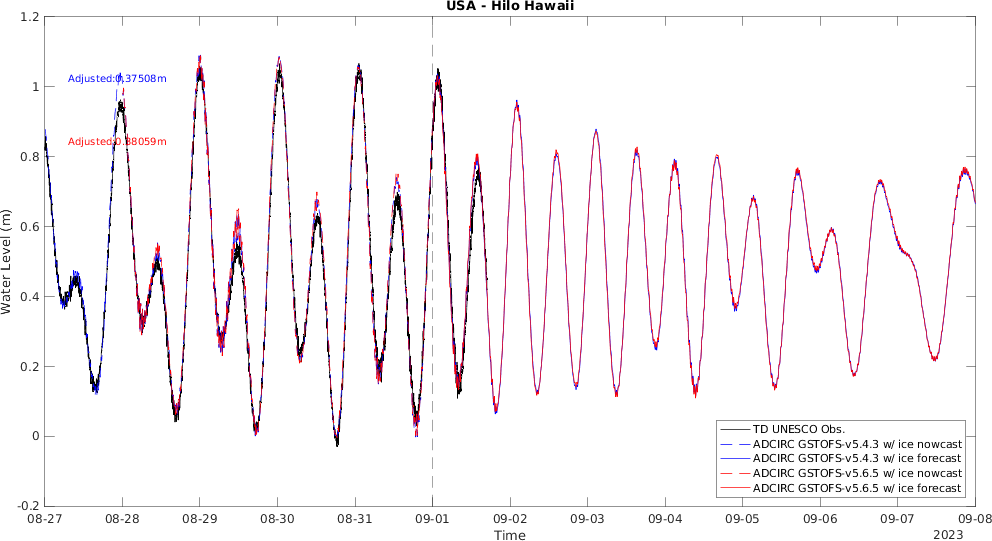 USA - Hilo Hawaii
1.2
1
0.8
0.6
0.4
0.2
0
-0.2
Water Level (m)
Adjusted:0.37508m
Adjusted:0.38059m
TD UNESCO Obs.
ADCIRC GSTOFS-v5.4.3 w/ ice nowcast
ADCIRC GSTOFS-v5.4.3 w/ ice forecast
ADCIRC GSTOFS-v5.6.5 w/ ice nowcast
ADCIRC GSTOFS-v5.6.5 w/ ice forecast
08-27 08-28 08-29 08-30 08-31 09-01 09-02 09-03 09-04 09-05 09-06 09-07 09-08
Time
2023